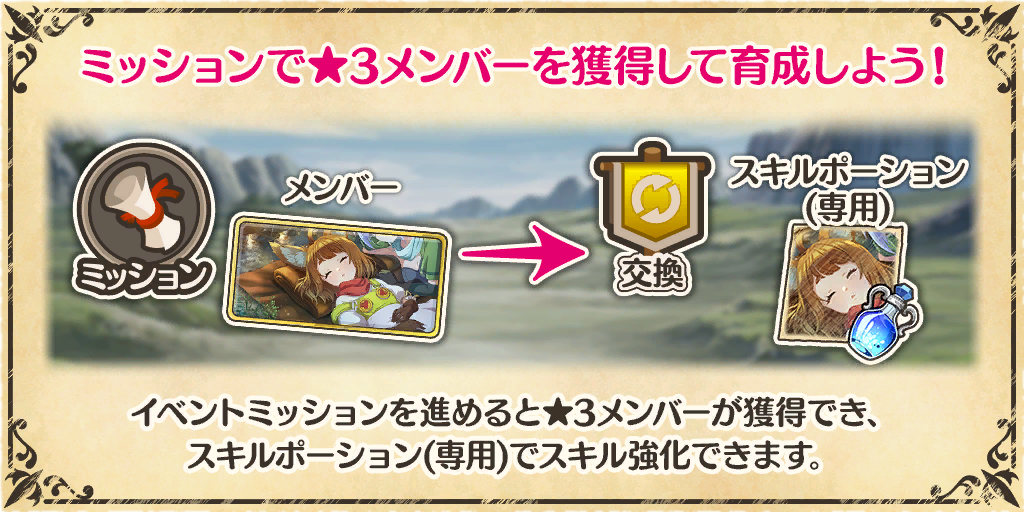 ミッションで★3メンバーを獲得して育成しよう!
ミッション
メンバー
交換
スキルポーション
(専用)
イベントミッションを進めると★3メンバーが獲得でき、
スキルポーション(専用)でスキル強化できます。